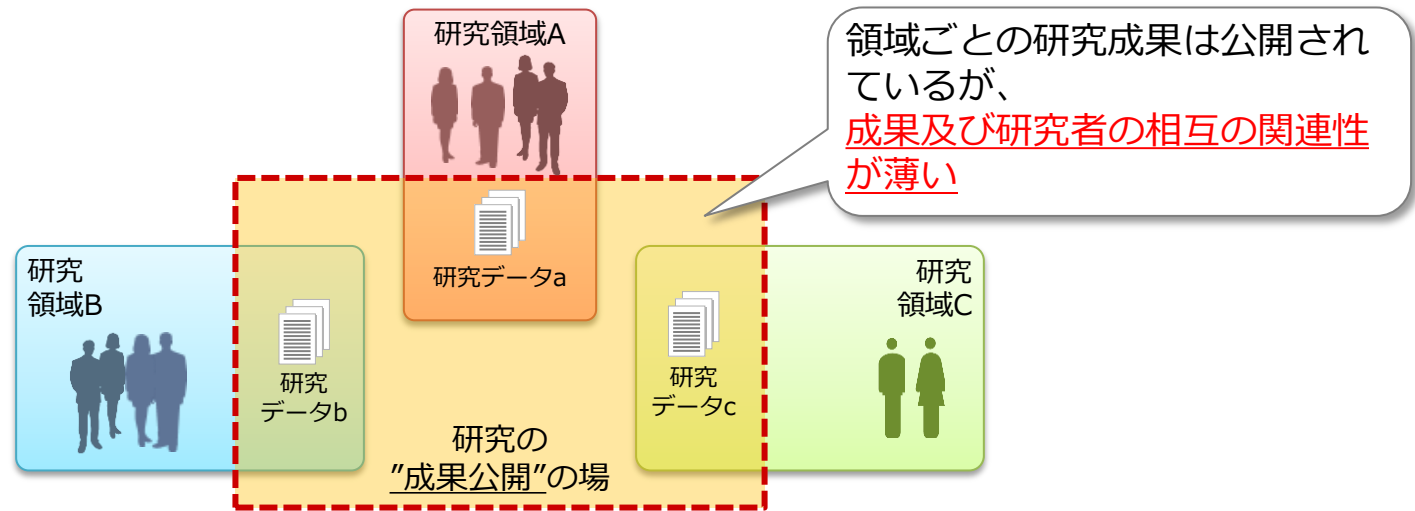 研究領域A
領域ごとの研究成果は公開され
ているが、
成果及び研究者の相互の関連性
が薄い
研究データa
研究
領域B
研究
データb
研究
領域C
研究
データc
研究の
”成果公開”の場